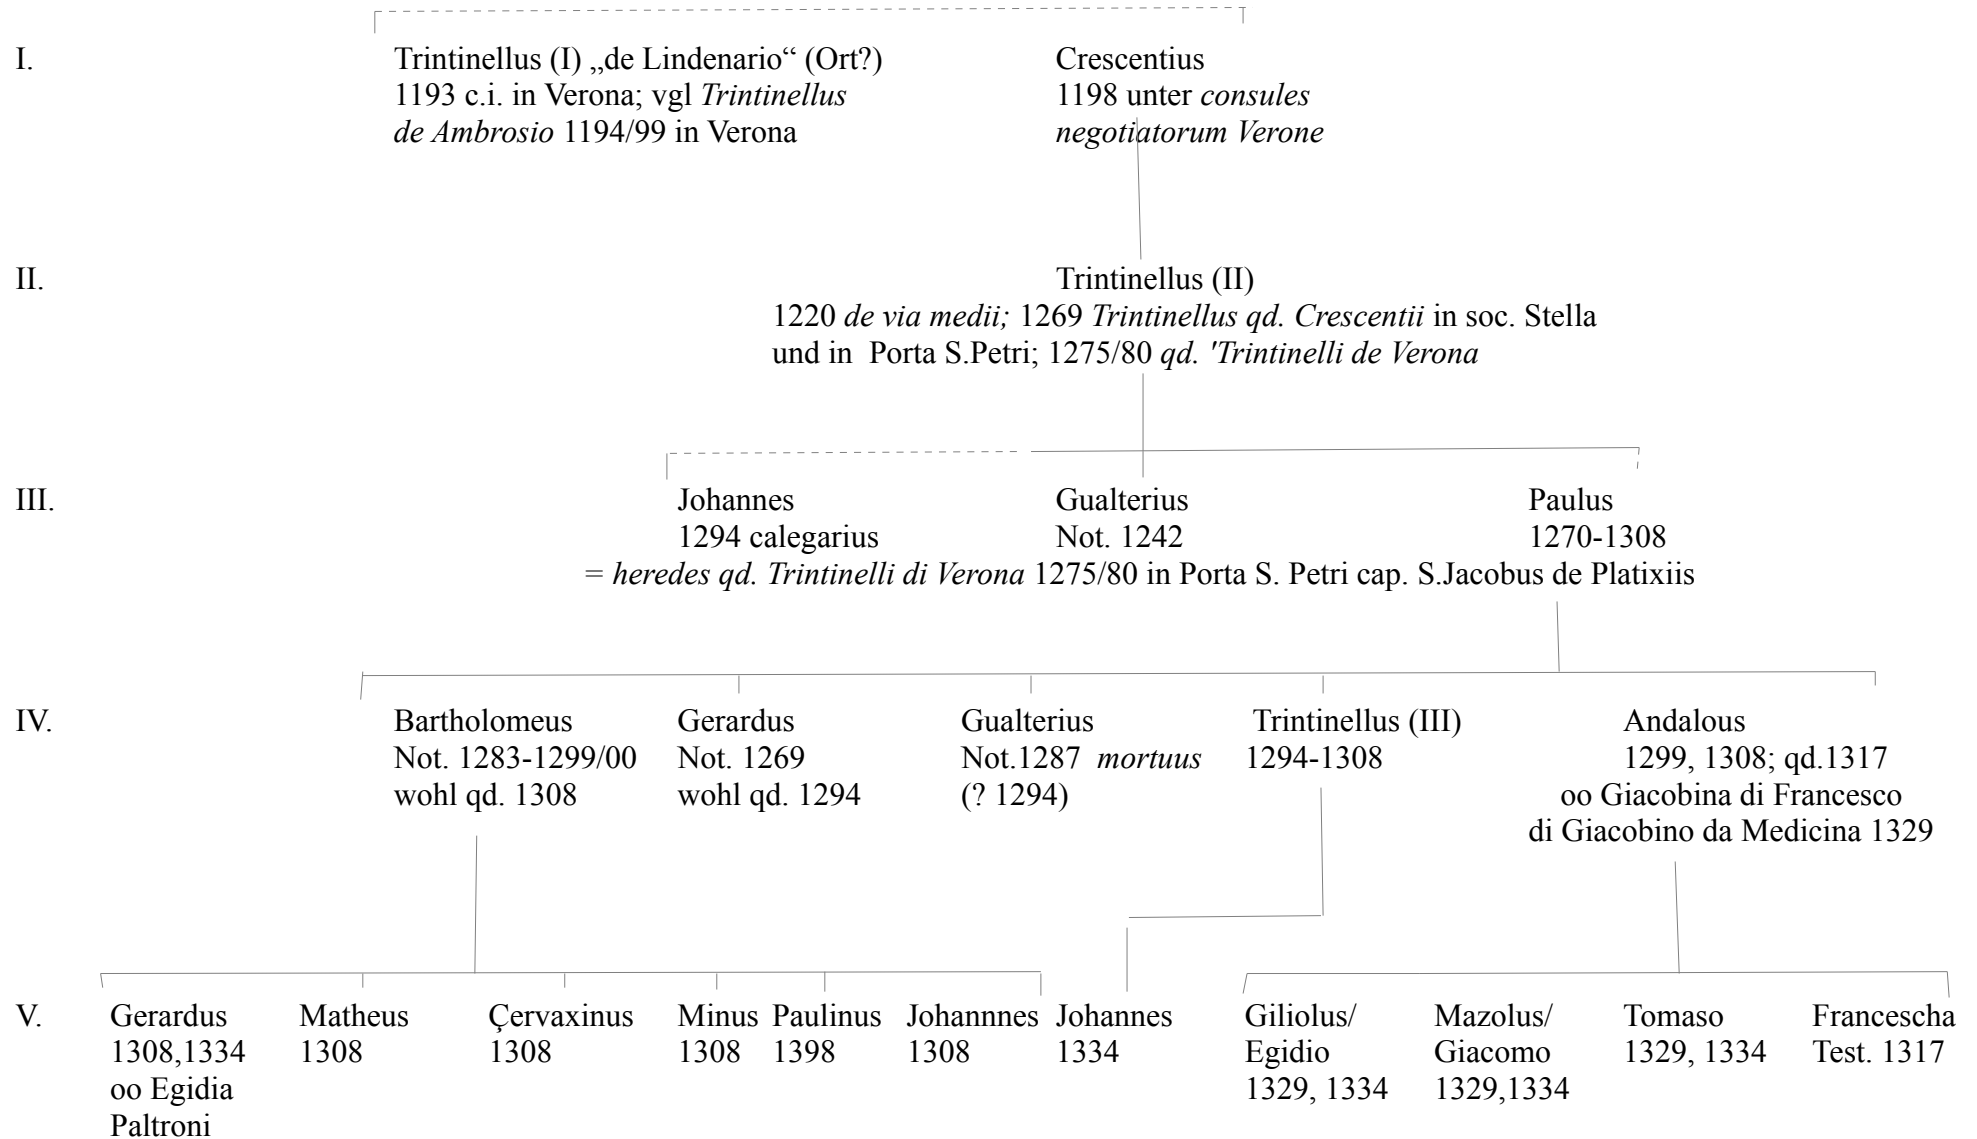 I.
Trintinellus (I) „de Lindenario“ (Ort?)
1193 c.i. in Verona; vgl Trintinellus
de Ambrosio 1194/99 in Verona
Crescentius
1198 unter consules
negotiatorum Verone
II.
Trintinellus (II)
1220 de via medii; 1269 Trintinellus qd. Crescentii in soc. Stella
und in Porta S.Petri; 1275/80 qd. 'Trintinelli de Verona
III.
Johannes
1294 calegarius
Gualterius
Not. 1242
Paulus
1270-1308
= heredes qd. Trintinelli di Verona 1275/80 in Porta S. Petri cap. S.Jacobus de Platixiis
IV.
Bartholomeus
Not. 1283-1299/00
wohl qd. 1308
Gerardus
Not. 1269
wohl qd. 1294
Gualterius
Not.1287 mortuus
(? 1294)
Trintinellus (III)
1294-1308
Andalous
1299, 1308; qd.1317
oo Giacobina di Francesco
di Giacobino da Medicina 1329
V.
Gerardus
1308,1334
oo Egidia
Paltroni
Matheus
1308
Çervaxinus
1308
Minus
1308
Paulinus
1398
Johannnes
1308
Johannes
1334
Giliolus/
Egidio
1329, 1334
Mazolus/
Giacomo
1329,1334
Tomaso
1329, 1334
Francescha
Test. 1317